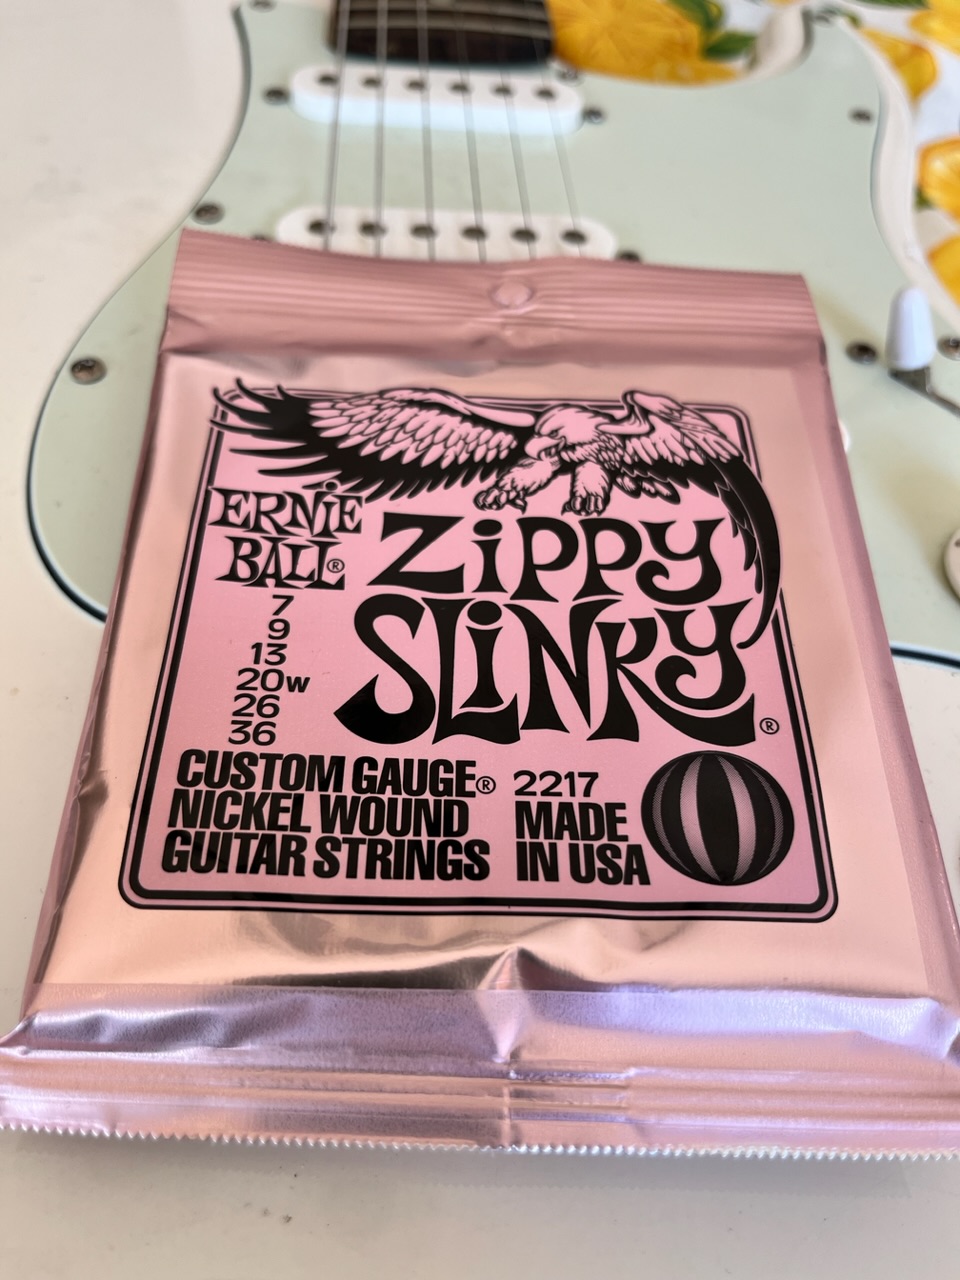 ERNiE
BALL®
ZiPPY
SLiNKY®
7
9
13
20w
26
36
CUSTOM GAUGE®
NICKEL WOUND
GUITAR STRINGS
2217
MADE
IN USA